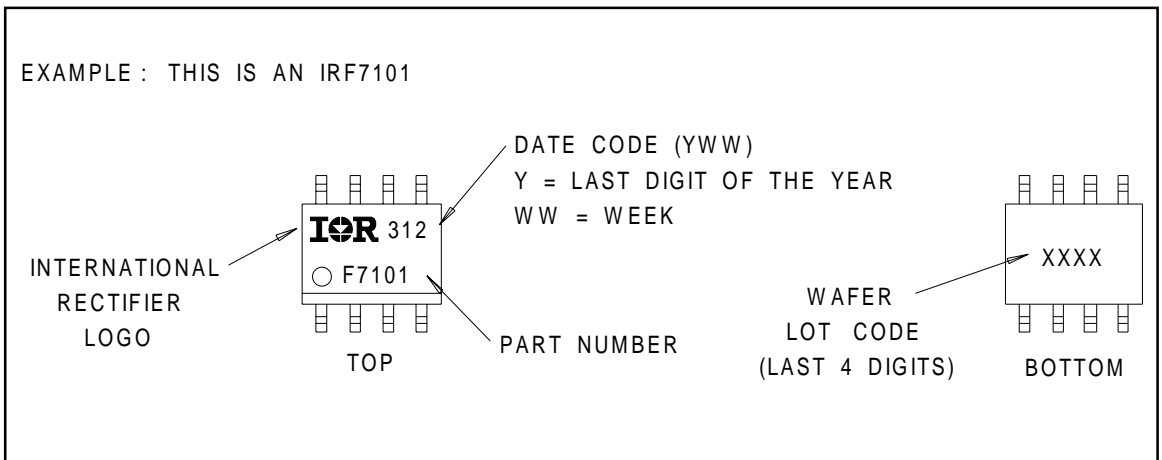 EXAMPLE : THIS IS AN IRF7101
DATE CODE (YWW)
Y = LAST DIGIT OF THE YEAR
WW = WEEK
IOR 312
F7101
INTERNATIONAL
RECTIFIER
LOGO
TOP
PART NUMBER
XXXX
WAFER
LOT CODE
(LAST 4 DIGITS)
BOTTOM